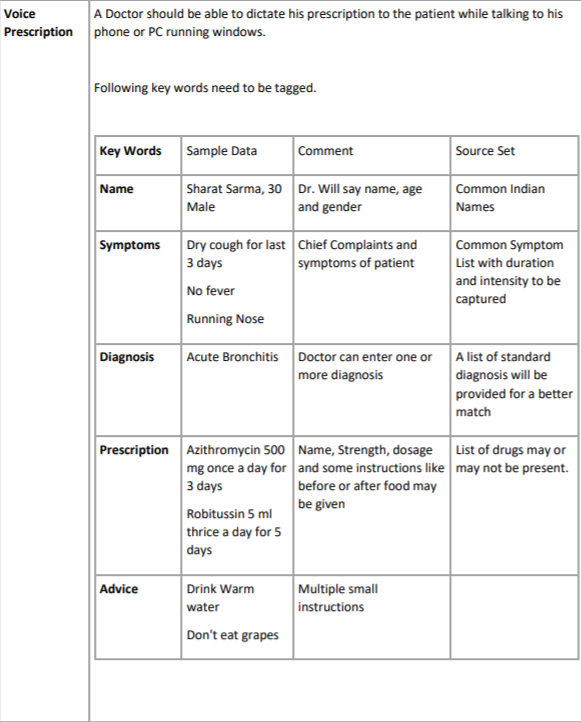 Voice
Prescription
A Doctor should be able to dictate his prescription to the patient while talking to his
phone or PC running windows.
Following key words need to be tagged.
Key Words
Sample Data
Comment
Source Set
Name
Sharat Sarma, 30
Male
Dr. Will say name, age
and gender
Common Indian
Names
Symptoms
Dry cough for last
3 days
No fever
Running Nose
Chief Complaints and
symptoms of patient
Common Symptom
List with duration
and intensity to be
captured
Diagnosis
Acute Bronchitis
Doctor can enter one or
more diagnosis
A list of standard
diagnosis will be
provided for a better
match
Prescription
Azithromycin 500
mg once a day for
3 days
Robitussin 5 ml
thrice a day for 5
days
Name, Strength, dosage
and some instructions like
before or after food may
be given
List of drugs may or
may not be present.
Advice
Drink Warm
water
Don't eat grapes
Multiple small
instructions